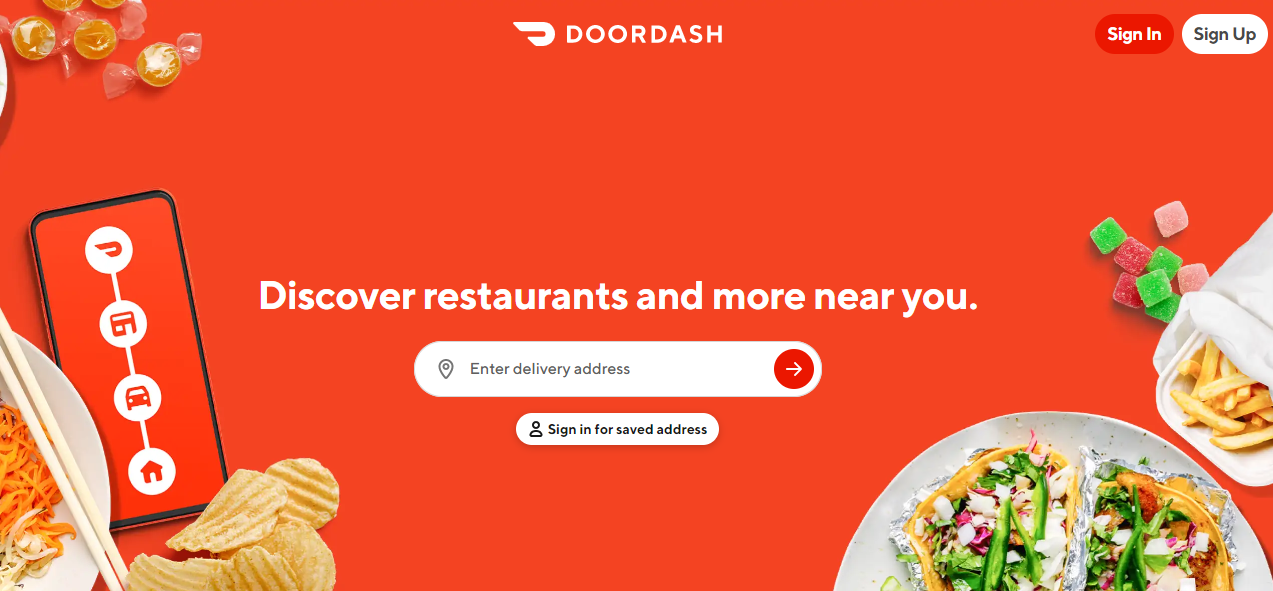 DOORDASH
Sign In
Sign Up
Discover restaurants and more near you.
Enter delivery address
Sign in for saved address